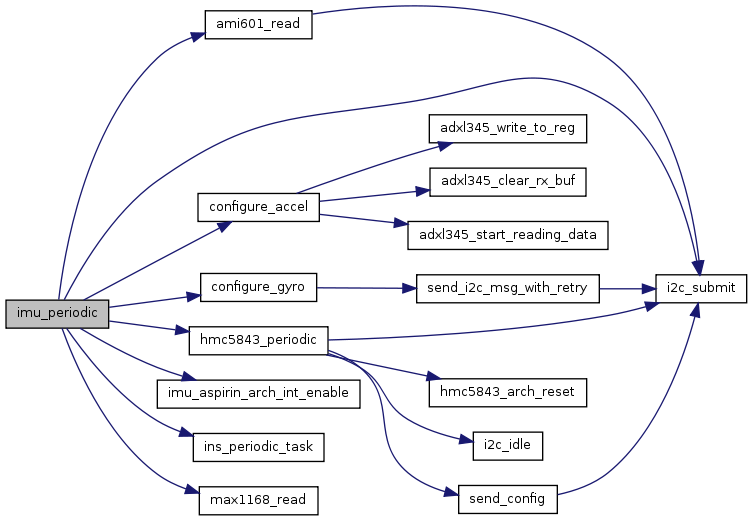 ami601_read
adxl345_write_to_reg
adxl345_clear_rx_buf
configure_accel
adxl345_start_reading_data
configure_gyro
send_i2c_msg_with_retry
i2c_submit
imu_periodic
hmc5843_periodic
imu_aspirin_arch_int_enable
hmc5843_arch_reset
ins_periodic_task
i2c_idle
max1168_read
send_config